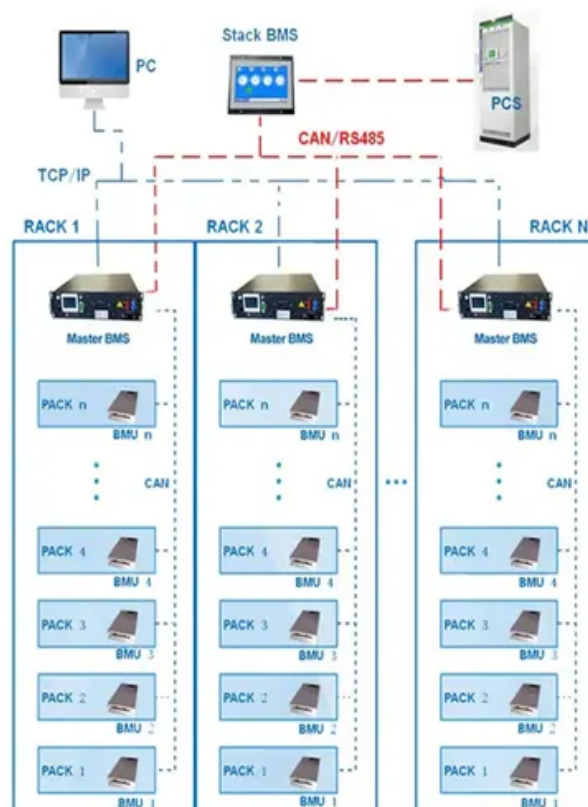 Stack BMS
PC
PCS
CAN/RS485
TCP/IP
RACK 1
RACK 2
RACK N
Master BMS
Master BMS
Master BMS
PACK n
BMU n
PACK n
BMU n
PACK n
BMU n
CAN
CAN
...
CAN
PACK 4
BMU 4
PACK 4
BMU 4
PACK 4
BMU 4
PACK 3
BMU 3
PACK 3
BMU 3
PACK 3
BMU 3
PACK 2
BMU 2
PACK 2
BMU 2
PACK 2
BMU 2
PACK 1
BMU 1
PACK 1
BMU 1
PACK 1
BMU 1